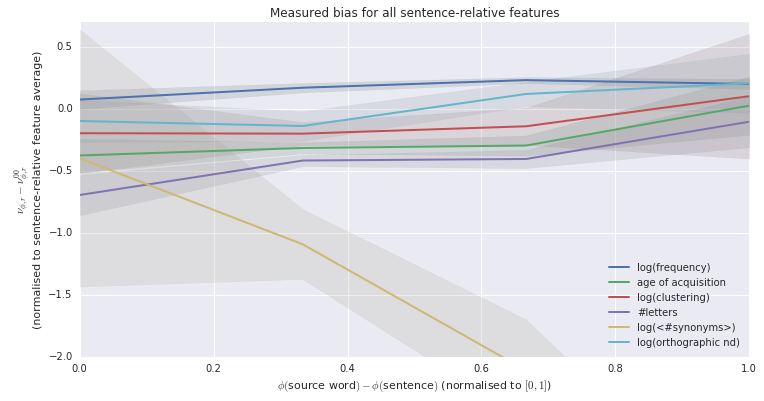 Measured bias for all sentence-relative features
0.5
0.0
−0.5
−1.0
−1.5
−2.0
ν_{ϕ,r} − ν^{00}_{ϕ,r}
(normalised to sentence-relative feature average)
log(frequency)
age of acquisition
log(clustering)
#letters
log(<#synonyms>)
log(orthographic nd)
0.0 0.2 0.4 0.6 0.8 1.0
ϕ(source word) − ϕ(sentence) (normalised to [0, 1])